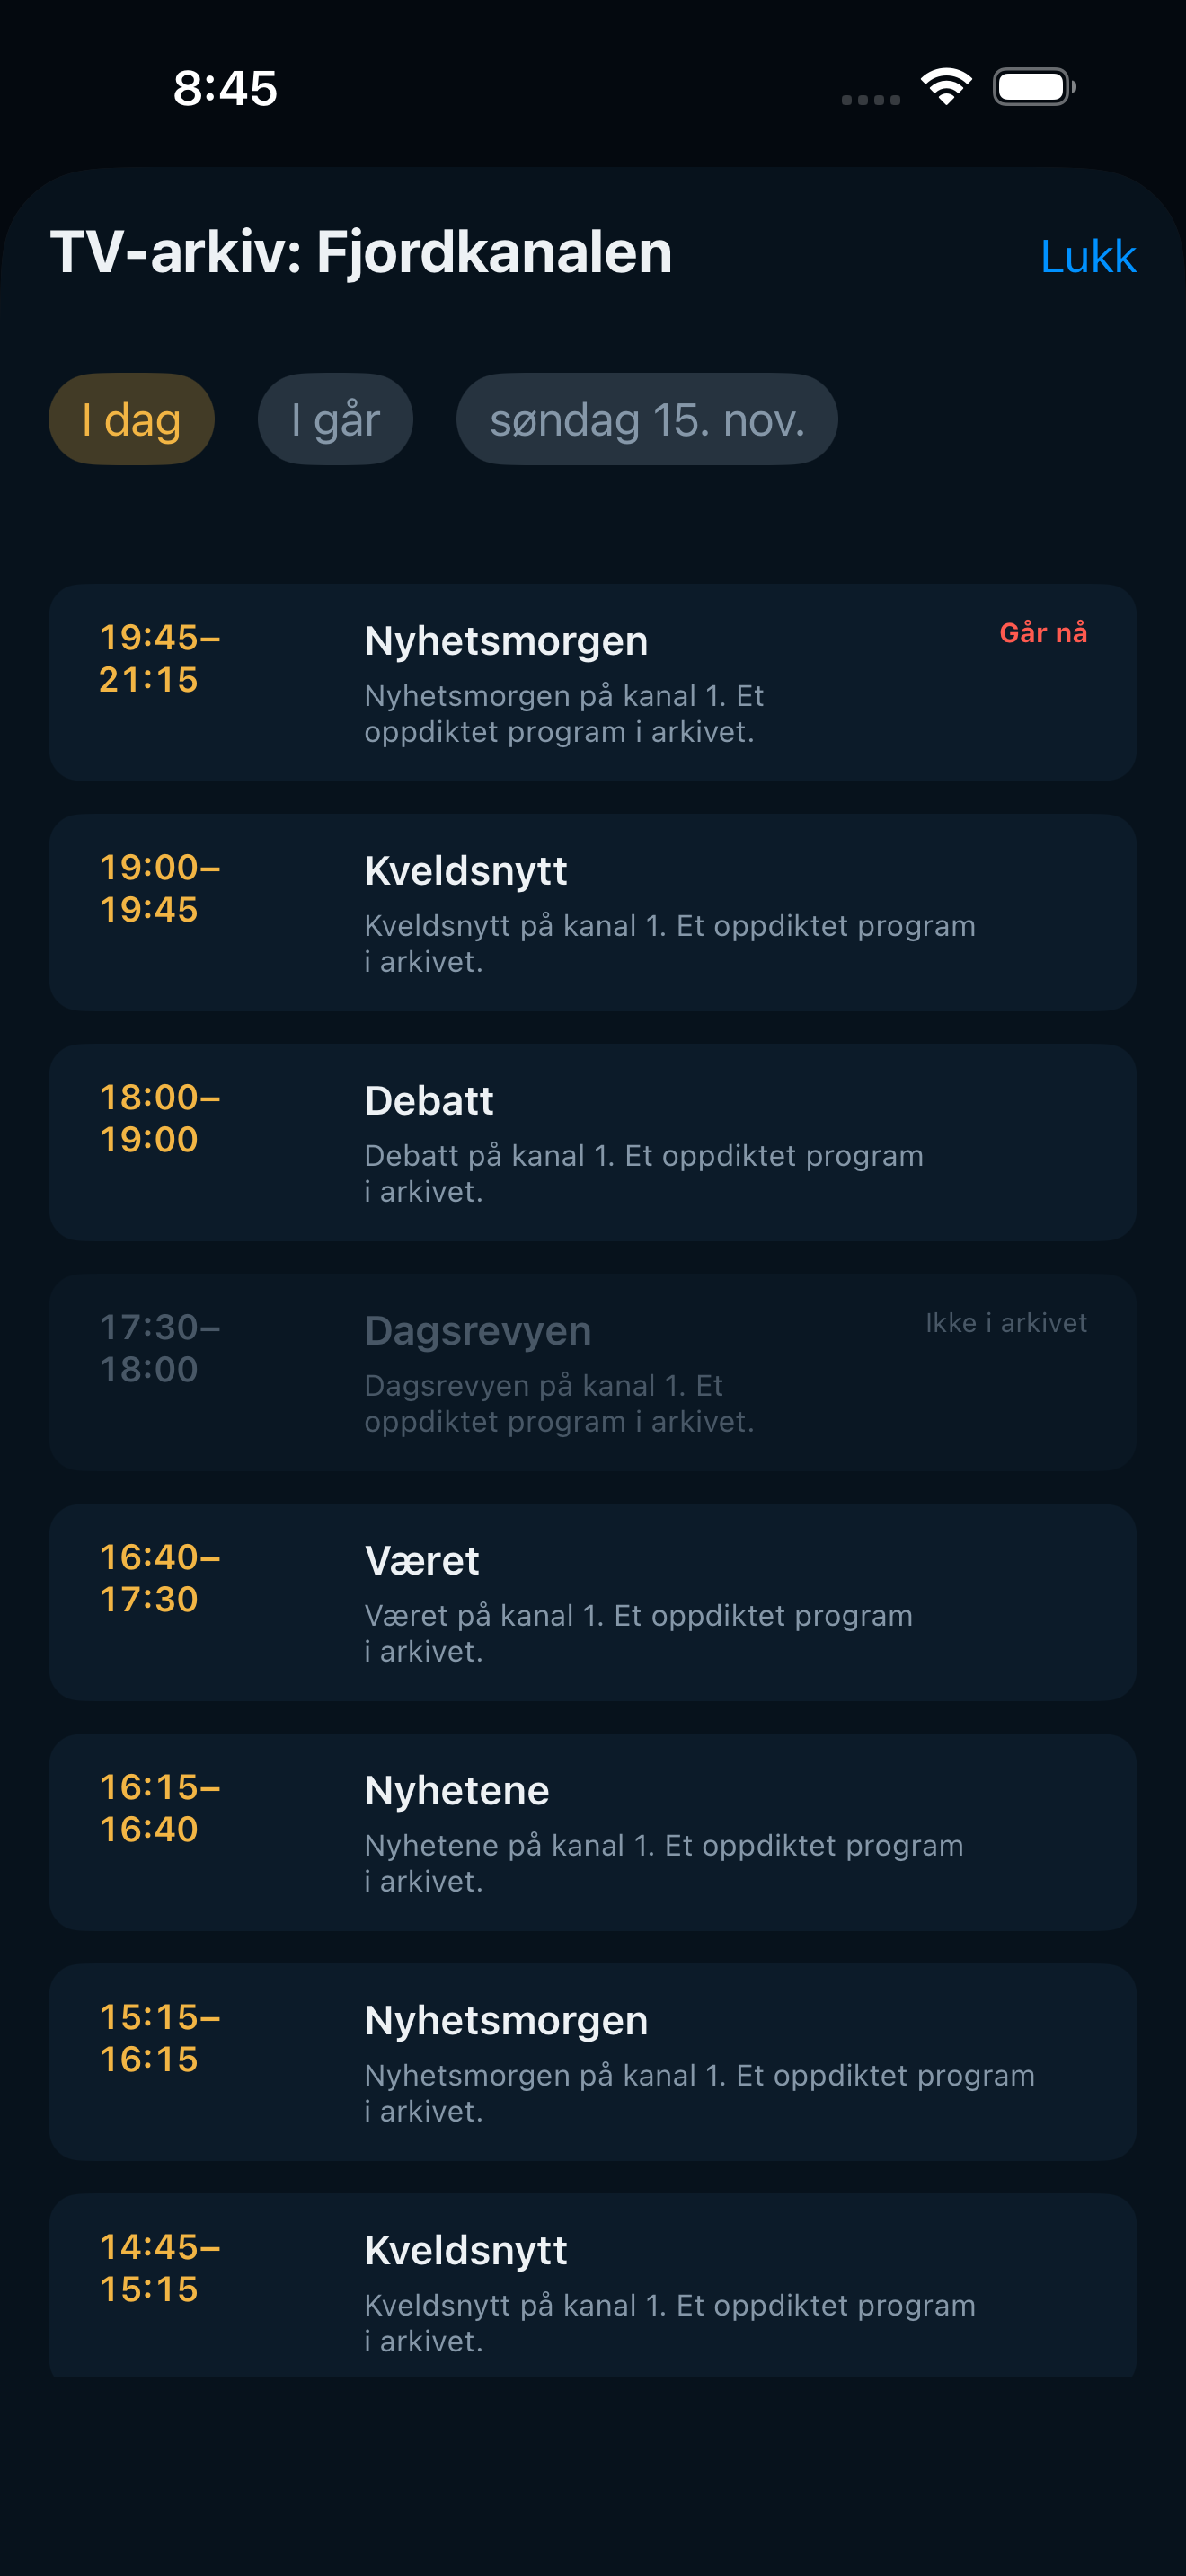 8:45
TV-arkiv: Fjordkanalen
Lukk
I dag
I går
søndag 15. nov.
19:45–
21:15
Nyhetsmorgen
Går nå
Nyhetsmorgen på kanal 1. Et
oppdiktet program i arkivet.
19:00–
19:45
Kveldsnytt
Kveldsnytt på kanal 1. Et oppdiktet program
i arkivet.
18:00–
19:00
Debatt
Debatt på kanal 1. Et oppdiktet program
i arkivet.
17:30–
18:00
Dagsrevyen
Ikke i arkivet
Dagsrevyen på kanal 1. Et
oppdiktet program i arkivet.
16:40–
17:30
Været
Været på kanal 1. Et oppdiktet program
i arkivet.
16:15–
16:40
Nyhetene
Nyhetene på kanal 1. Et oppdiktet program
i arkivet.
15:15–
16:15
Nyhetsmorgen
Nyhetsmorgen på kanal 1. Et oppdiktet program
i arkivet.
14:45–
15:15
Kveldsnytt
Kveldsnytt på kanal 1. Et oppdiktet program
i arkivet.